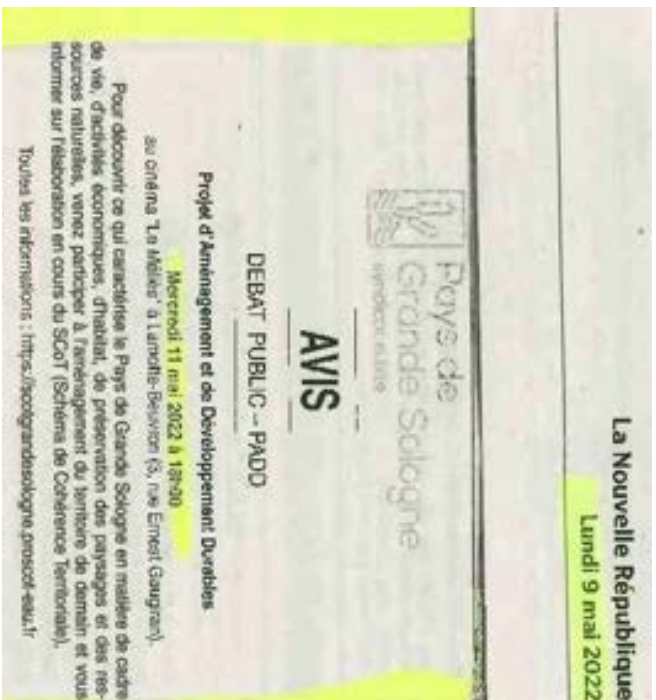 La Nouvelle République
Lundi 9 mai 2022
Pays de
Grande Sologne
syndicat mixte
AVIS
DEBAT PUBLIC – PADD
Projet d'Aménagement et de Développement Durables
Mercredi 11 mai 2022 à 18h00
au cinéma "Le Méliès" à Lamotte-Beuvron (3, rue Ernest Gaugiran).
Pour découvrir ce qui caractérise le Pays de Grande Sologne en matière de cadre
de vie, d'activités économiques, d'habitat, de préservation des paysages et des res-
sources naturelles, venez participer à l'aménagement du territoire de demain et vous
informer sur l'élaboration en cours du SCoT (Schéma de Cohérence Territoriale).
Toutes les informations : https://scotgrandesologne.proscot-eau.fr